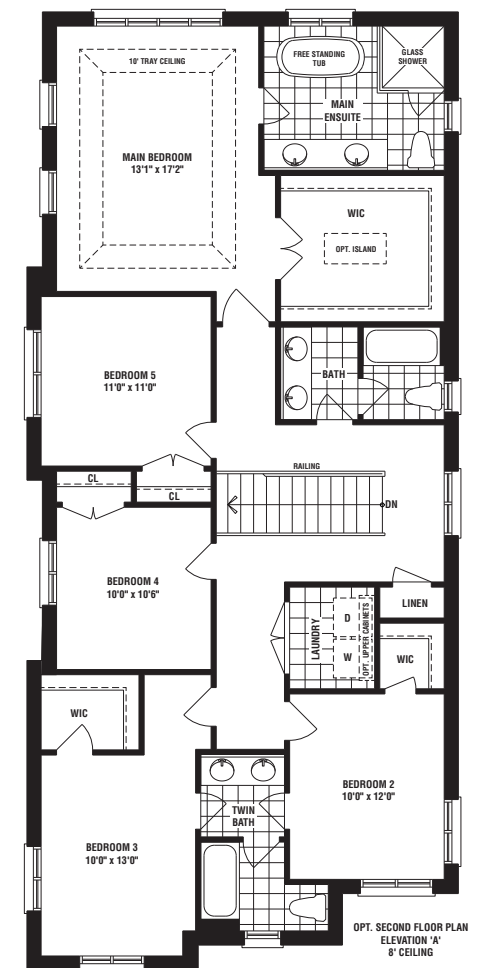 10' TRAY CEILING
FREE STANDING
TUB
GLASS
SHOWER
MAIN
ENSUITE
MAIN BEDROOM
13'1" x 17'2"
WIC
OPT. ISLAND
BEDROOM 5
11'0" x 11'0"
BATH
RAILING
CL
CL
DN
BEDROOM 4
10'0" x 10'6"
LINEN
LAUNDRY
D
W
OPT. UPPER CABINETS
WIC
WIC
BEDROOM 2
10'0" x 12'0"
TWIN
BATH
BEDROOM 3
10'0" x 13'0"
OPT. SECOND FLOOR PLAN
ELEVATION 'A'
8' CEILING